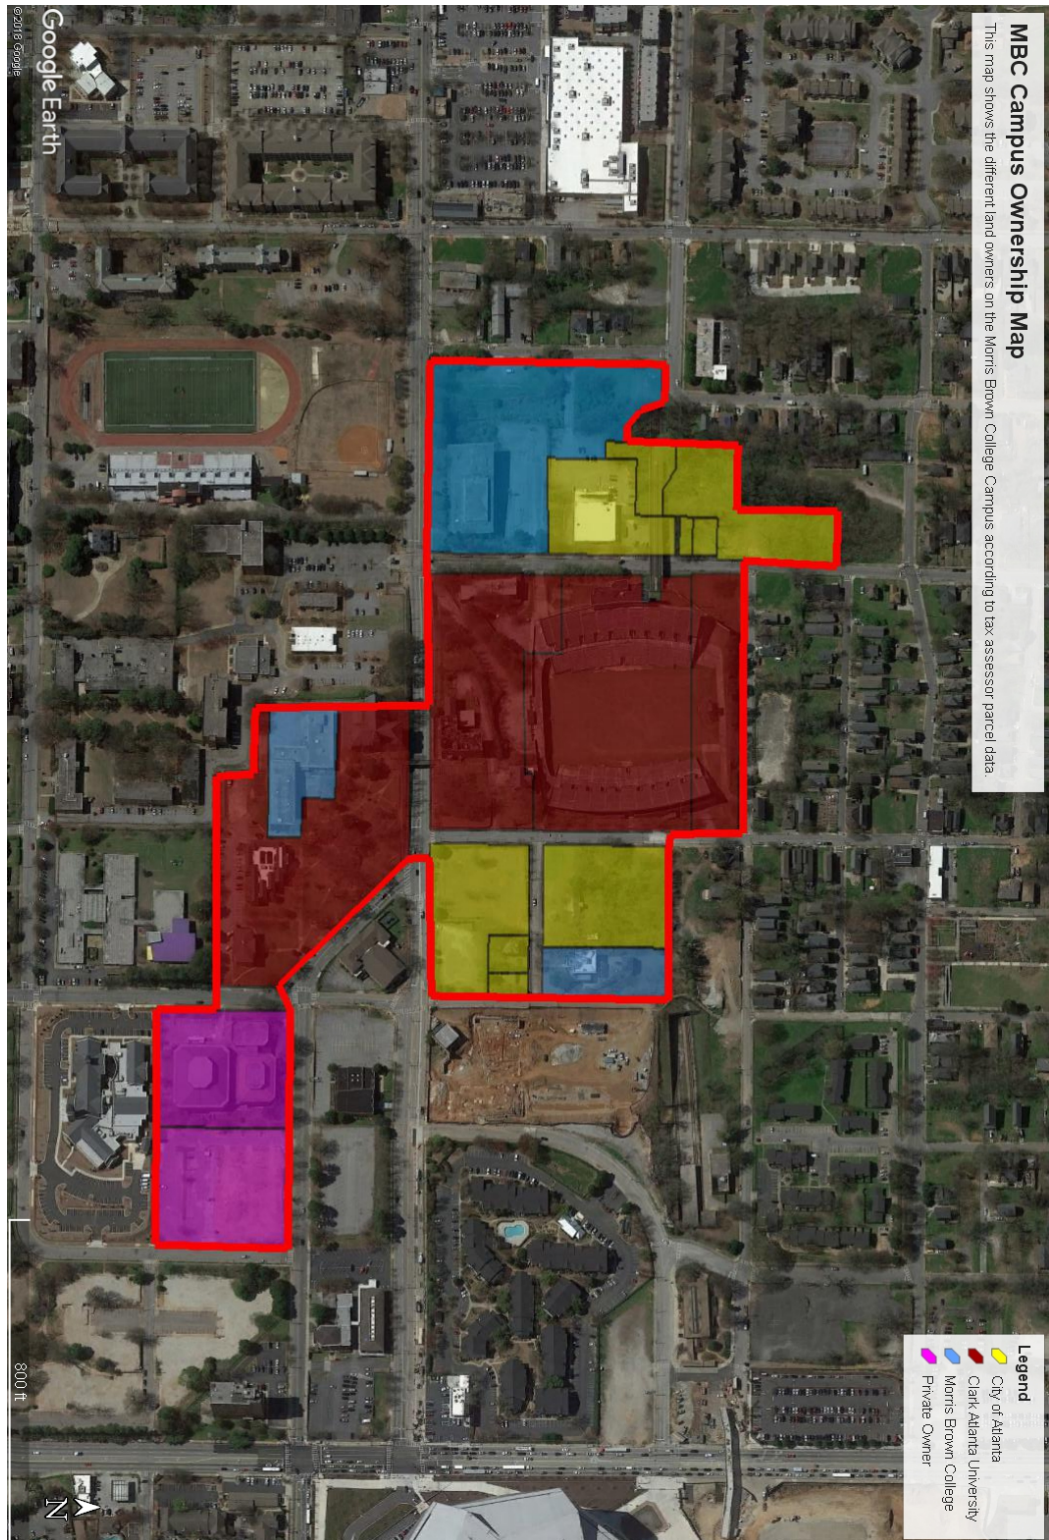 MBC Campus Ownership Map
This map shows the different land owners on the Morris Brown College Campus according to tax assessor parcel data.
Legend
City of Atlanta
Clark Atlanta University
Morris Brown College
Private Owner
Google Earth
©2018 Google
800 ft
N